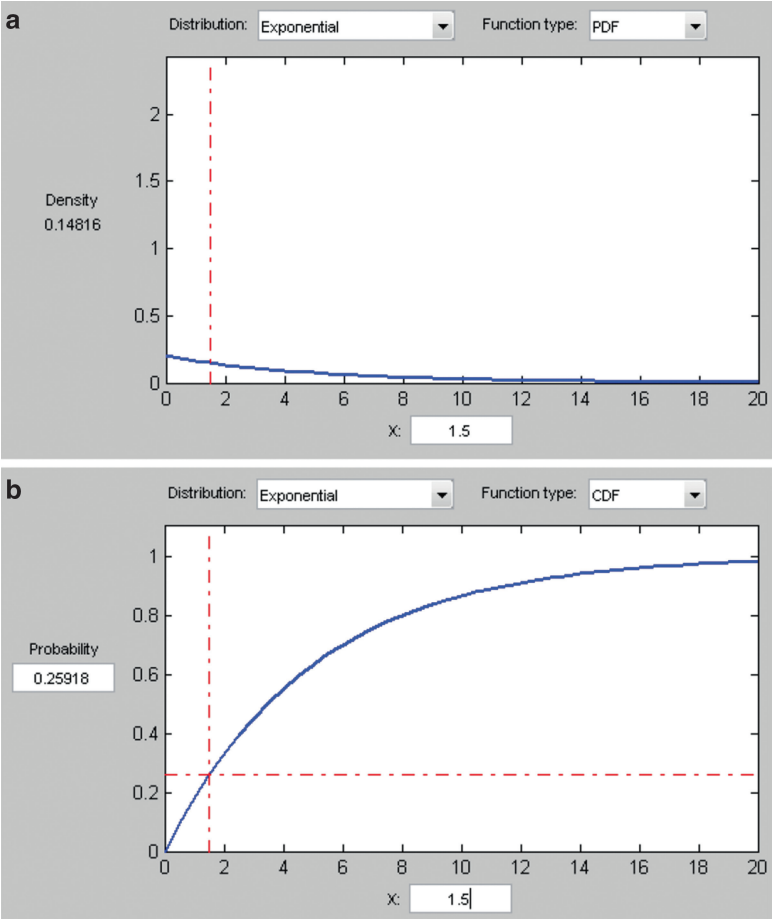 a
Distribution: Exponential Function type: PDF
2
1.5
1
0.5
0
Density
0.14816
0 2 4 6 8 10 12 14 16 18 20
X: 1.5
b
Distribution: Exponential Function type: CDF
1
0.8
0.6
0.4
0.2
0
Probability
0.25918
0 2 4 6 8 10 12 14 16 18 20
X: 1.5